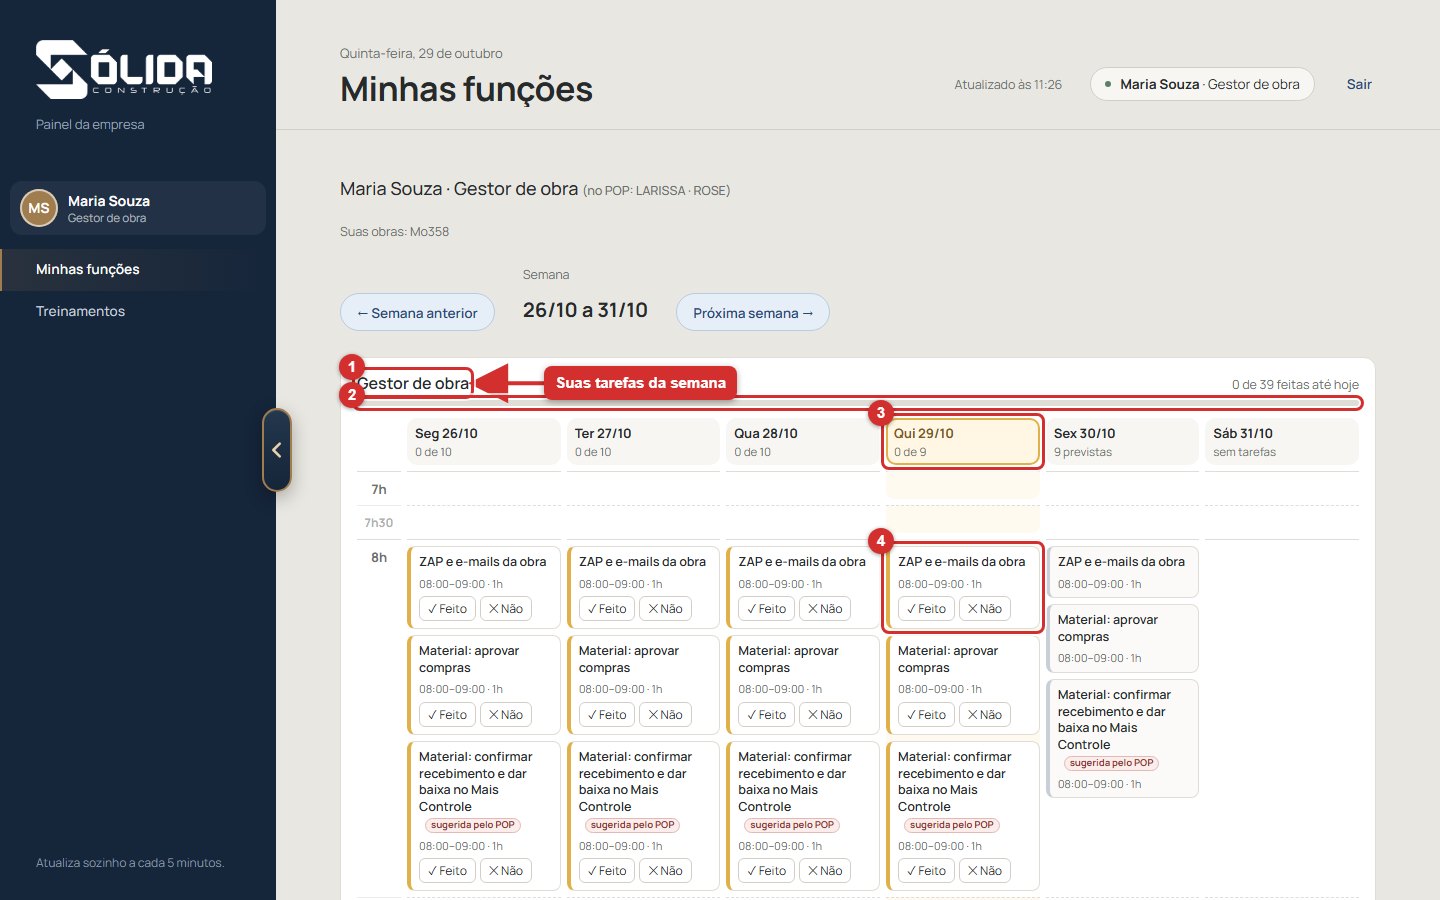 SÓLIDA
CONSTRUÇÃO
Painel da empresa
MS
Maria Souza
Gestor de obra
Minhas funções
Treinamentos
Atualiza sozinho a cada 5 minutos.
Quinta-feira, 29 de outubro
Minhas funções
Atualizado às 11:26
Maria Souza · Gestor de obra
Sair
Maria Souza · Gestor de obra (no POP: LARISSA · ROSE)
Suas obras: Mo358
Semana
← Semana anterior
26/10 a 31/10
Próxima semana →
1
Gestor de obra
Suas tarefas da semana
0 de 39 feitas até hoje
2
3
Seg 26/10
0 de 10
Ter 27/10
0 de 10
Qua 28/10
0 de 10
Qui 29/10
0 de 9
Sex 30/10
9 previstas
Sáb 31/10
sem tarefas
7h
7h30
8h
4
ZAP e e-mails da obra
08:00–09:00 · 1h
✓ Feito
✕ Não
Material: aprovar
compras
08:00–09:00 · 1h
✓ Feito
✕ Não
Material: confirmar
recebimento e dar
baixa no Mais
Controle
sugerida pelo POP
08:00–09:00 · 1h
✓ Feito
✕ Não
ZAP e e-mails da obra
08:00–09:00 · 1h
✓ Feito
✕ Não
Material: aprovar
compras
08:00–09:00 · 1h
✓ Feito
✕ Não
Material: confirmar
recebimento e dar
baixa no Mais
Controle
sugerida pelo POP
08:00–09:00 · 1h
✓ Feito
✕ Não
ZAP e e-mails da obra
08:00–09:00 · 1h
✓ Feito
✕ Não
Material: aprovar
compras
08:00–09:00 · 1h
✓ Feito
✕ Não
Material: confirmar
recebimento e dar
baixa no Mais
Controle
sugerida pelo POP
08:00–09:00 · 1h
✓ Feito
✕ Não
ZAP e e-mails da obra
08:00–09:00 · 1h
✓ Feito
✕ Não
Material: aprovar
compras
08:00–09:00 · 1h
✓ Feito
✕ Não
Material: confirmar
recebimento e dar
baixa no Mais
Controle
sugerida pelo POP
08:00–09:00 · 1h
✓ Feito
✕ Não
ZAP e e-mails da obra
08:00–09:00 · 1h
Material: aprovar
compras
08:00–09:00 · 1h
Material: confirmar
recebimento e dar
baixa no Mais
Controle
sugerida pelo POP
08:00–09:00 · 1h